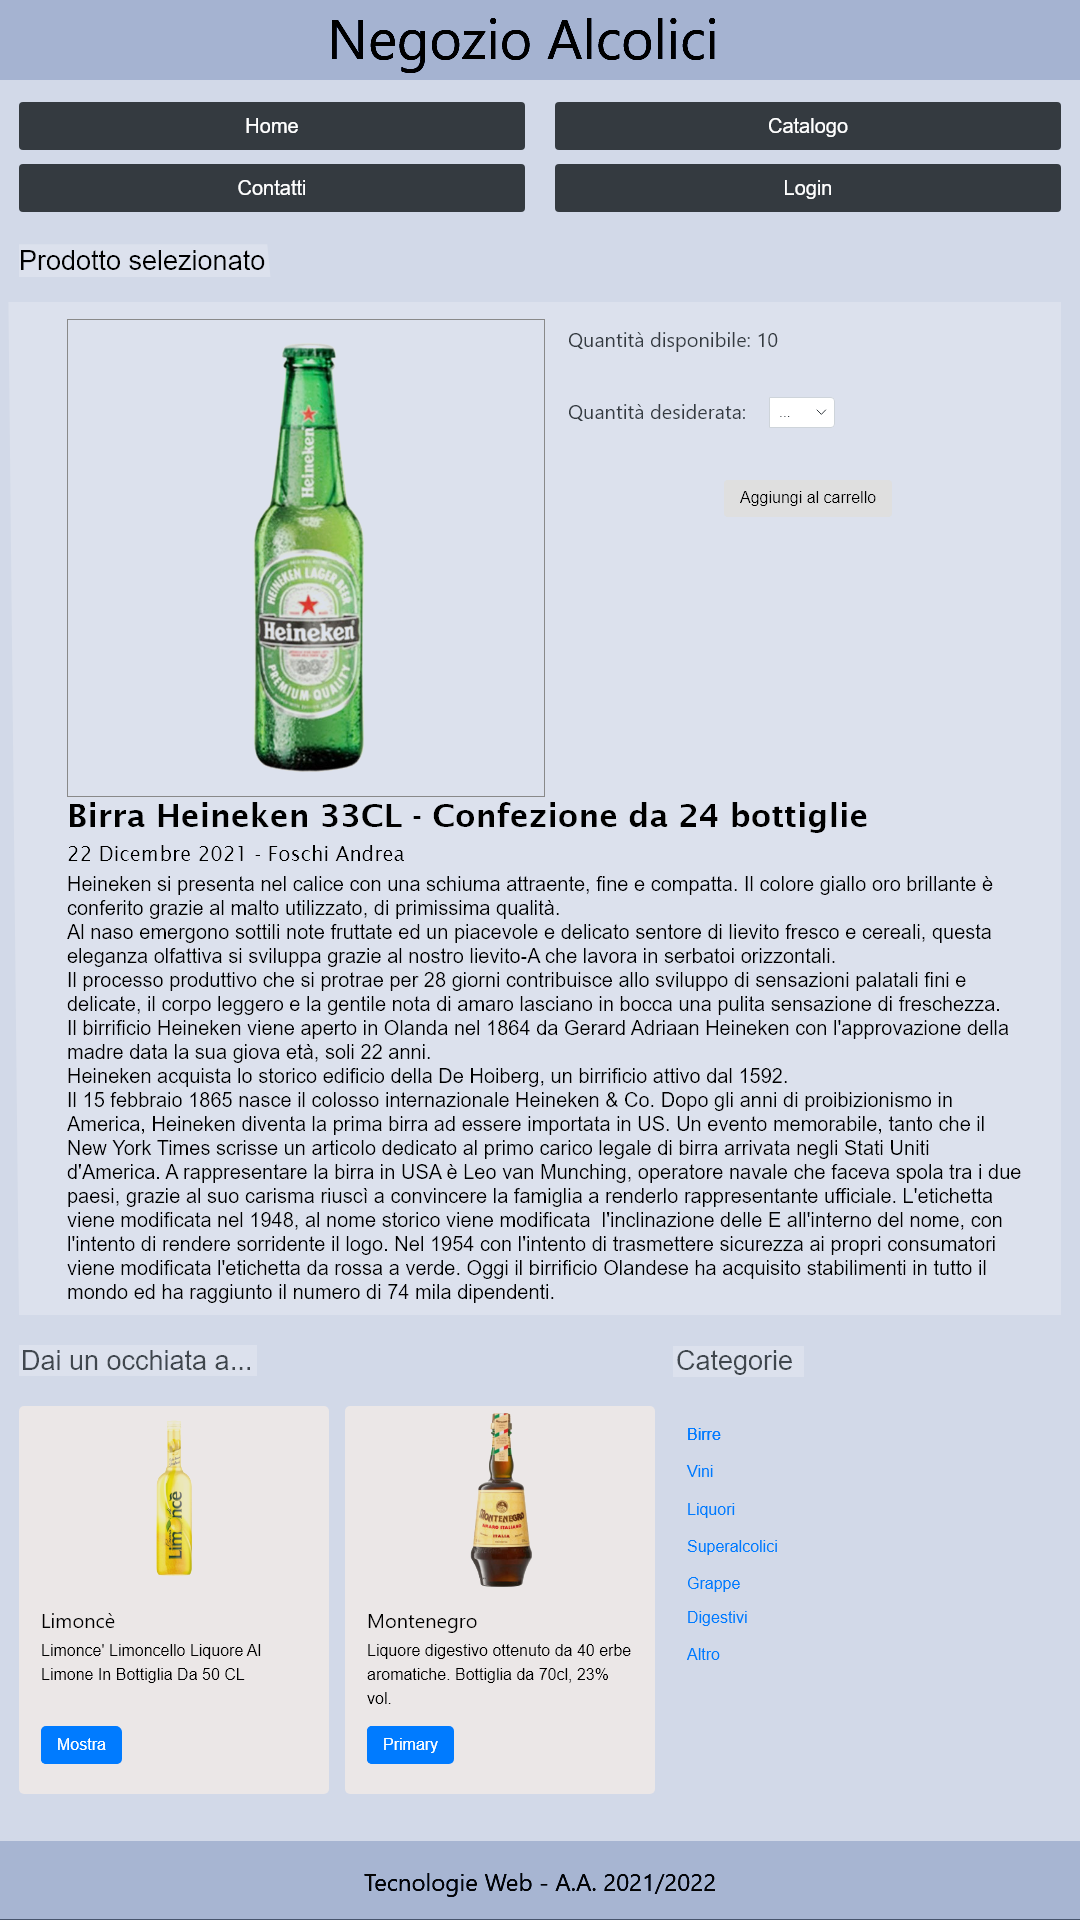 Negozio Alcolici
Home
Catalogo
Contatti
Login
Prodotto selezionato
Quantità disponibile: 10
Quantità desiderata:
...
Aggiungi al carrello
Heineken
HEINEKEN LAGER BEER
Heineken
PREMIUM QUALITY
Birra Heineken 33CL - Confezione da 24 bottiglie
22 Dicembre 2021 - Foschi Andrea
Heineken si presenta nel calice con una schiuma attraente, fine e compatta. Il colore giallo oro brillante è
conferito grazie al malto utilizzato, di primissima qualità.
Al naso emergono sottili note fruttate ed un piacevole e delicato sentore di lievito fresco e cereali, questa
eleganza olfattiva si sviluppa grazie al nostro lievito-A che lavora in serbatoi orizzontali.
Il processo produttivo che si protrae per 28 giorni contribuisce allo sviluppo di sensazioni palatali fini e
delicate, il corpo leggero e la gentile nota di amaro lasciano in bocca una pulita sensazione di freschezza.
Il birrificio Heineken viene aperto in Olanda nel 1864 da Gerard Adriaan Heineken con l'approvazione della
madre data la sua giova età, soli 22 anni.
Heineken acquista lo storico edificio della De Hoiberg, un birrificio attivo dal 1592.
Il 15 febbraio 1865 nasce il colosso internazionale Heineken & Co. Dopo gli anni di proibizionismo in
America, Heineken diventa la prima birra ad essere importata in US. Un evento memorabile, tanto che il
New York Times scrisse un articolo dedicato al primo carico legale di birra arrivata negli Stati Uniti
d'America. A rappresentare la birra in USA è Leo van Munching, operatore navale che faceva spola tra i due
paesi, grazie al suo carisma riuscì a convincere la famiglia a renderlo rappresentante ufficiale. L'etichetta
viene modificata nel 1948, al nome storico viene modificata  l'inclinazione delle E all'interno del nome, con
l'intento di rendere sorridente il logo. Nel 1954 con l'intento di trasmettere sicurezza ai propri consumatori
viene modificata l'etichetta da rossa a verde. Oggi il birrificio Olandese ha acquisito stabilimenti in tutto il
mondo ed ha raggiunto il numero di 74 mila dipendenti.
Dai un occhiata a...
Categorie
Limoncè
MONTENEGRO
AMARO ITALIANO
ITALIA
Limoncè
Limonce' Limoncello Liquore Al
Limone In Bottiglia Da 50 CL
Mostra
Montenegro
Liquore digestivo ottenuto da 40 erbe
aromatiche. Bottiglia da 70cl, 23%
vol.
Primary
Birre
Vini
Liquori
Superalcolici
Grappe
Digestivi
Altro
Tecnologie Web - A.A. 2021/2022